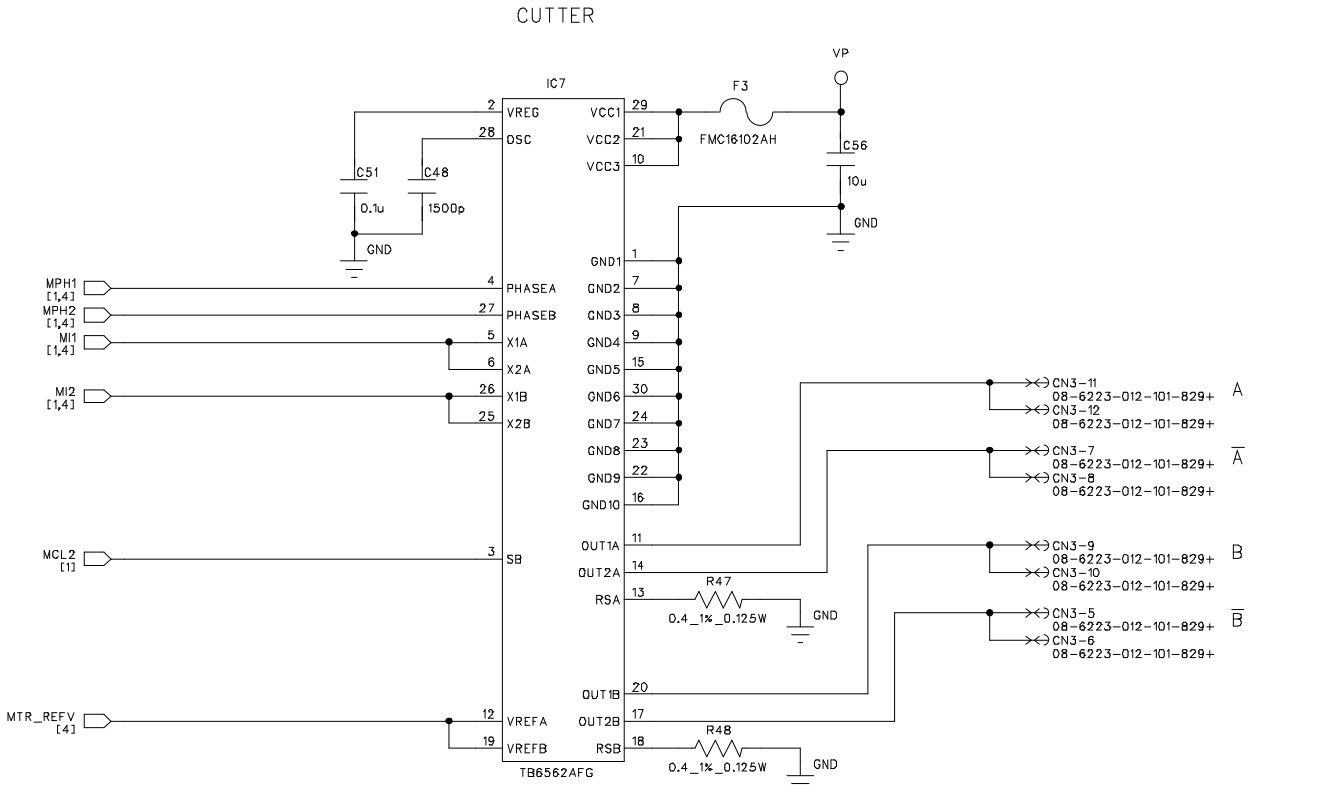 CUTTER
VP
IC7
F3
2 VREG VCC1 29
28 OSC VCC2 21
FMC16102AH
VCC3 10
C56
10u
C51
0.1u
C48
1500p
GND
GND
GND1 1
MPH1
[1,4]
4 PHASEA GND2 7
MPH2
[1,4]
27 PHASEB GND3 8
MI1
[1,4]
5 X1A GND4 9
6 X2A GND5 15
MI2
[1,4]
26 X1B GND6 30
25 X2B GND7 24
GND8 23
GND9 22
GND10 16
CN3-11
08-6223-012-101-829+
A
CN3-12
08-6223-012-101-829+
CN3-7
08-6223-012-101-829+
A̅
CN3-8
08-6223-012-101-829+
OUT1A 11
CN3-9
08-6223-012-101-829+
B
CN3-10
08-6223-012-101-829+
MCL2
[1]
3 SB
OUT2A 14
RSA 13
R47
0.4_1%_0.125W
GND
CN3-5
08-6223-012-101-829+
B̅
CN3-6
08-6223-012-101-829+
OUT1B 20
MTR_REFV
[4]
12 VREFA OUT2B 17
19 VREFB RSB 18
R48
0.4_1%_0.125W
GND
TB6562AFG